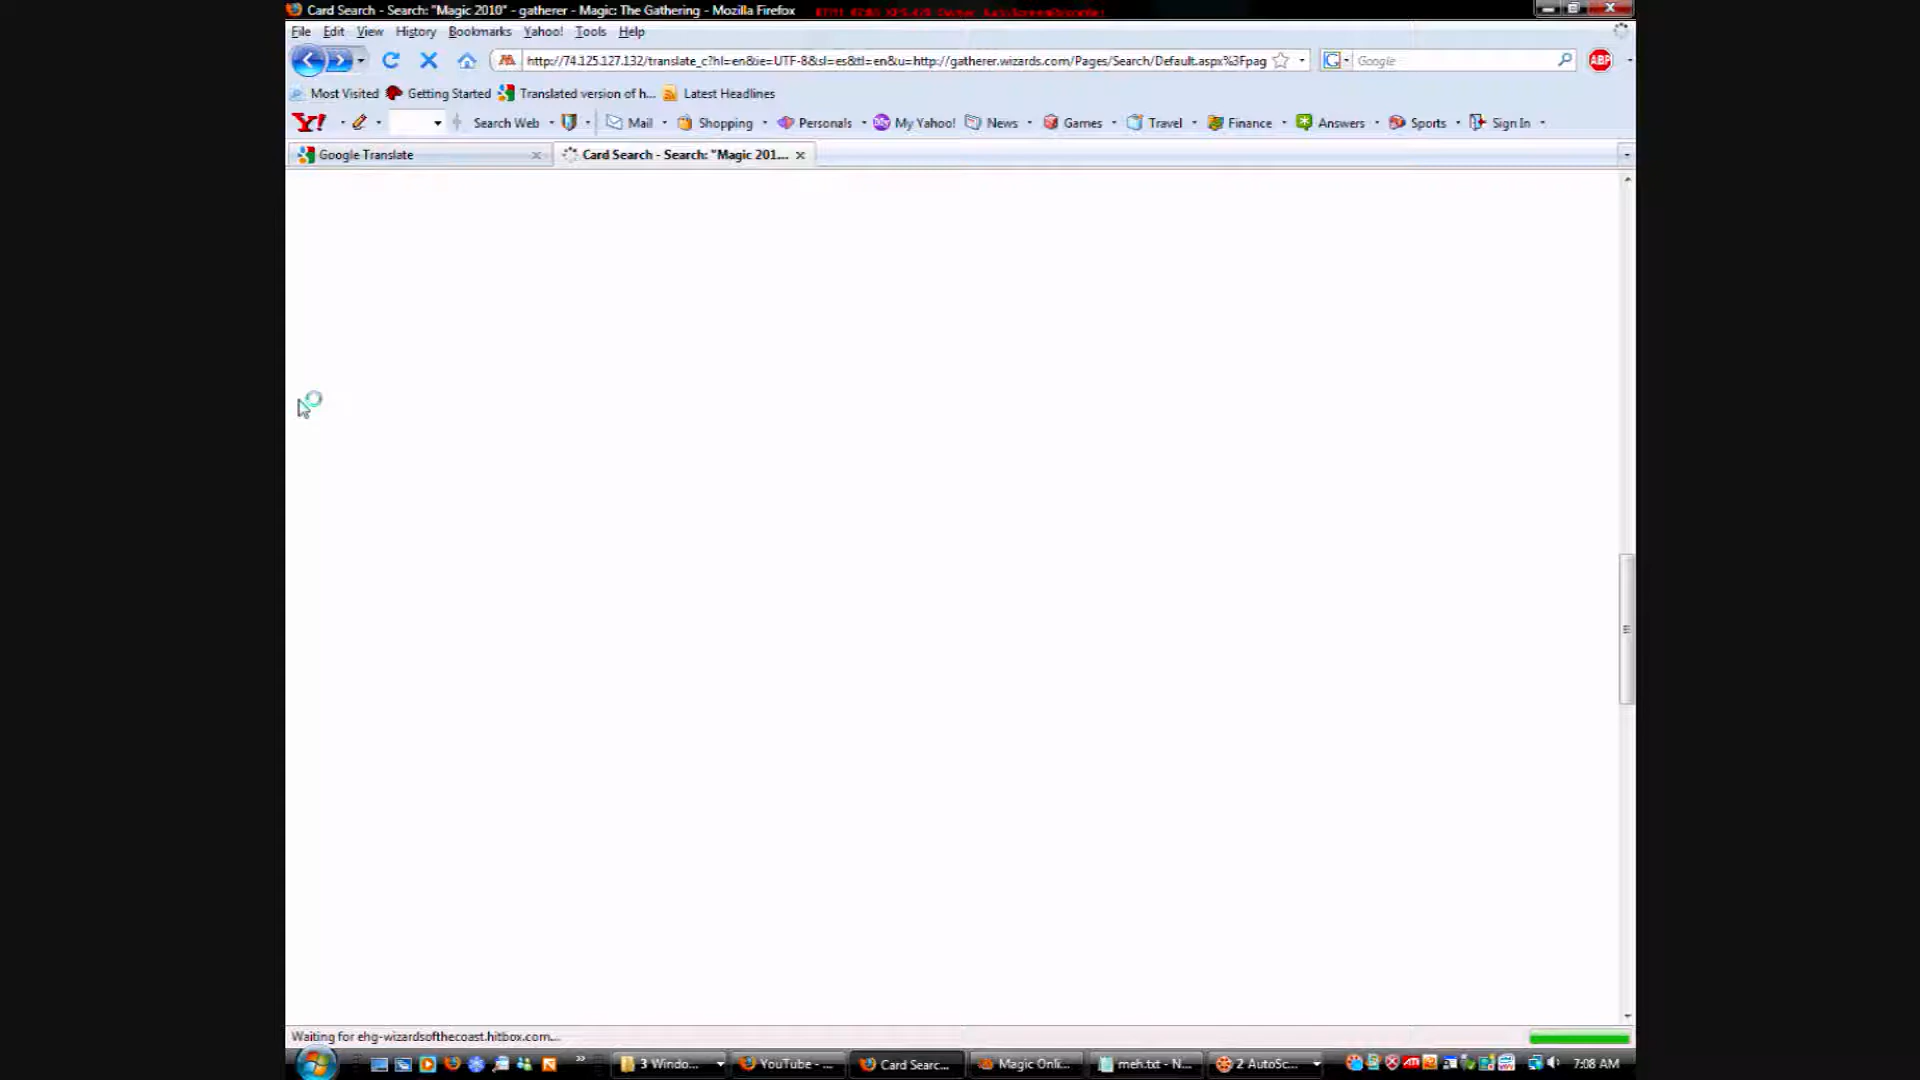 Card Search - Search: "Magic 2010" - gatherer - Magic: The Gathering - Mozilla Firefox
File Edit View History Bookmarks Yahoo! Tools Help
http://74.125.127.132/translate_c?hl=en&ie=UTF-8&sl=es&tl=en&u=http://gatherer.wizards.com/Pages/Search/Default.aspx%3Fpag Google ABP
Most Visited Getting Started Translated version of h... Latest Headlines
Y! Search Web Mail Shopping Personals My Yahoo! News Games Travel Finance Answers Sports Sign In
Google Translate Card Search - Search: "Magic 201...
Waiting for ehg-wizardsofthecoast.hitbox.com...
3 Windo... YouTube - ... Card Searc... Magic Onli... meh.txt - N... 2 AutoSc... 7:08 AM